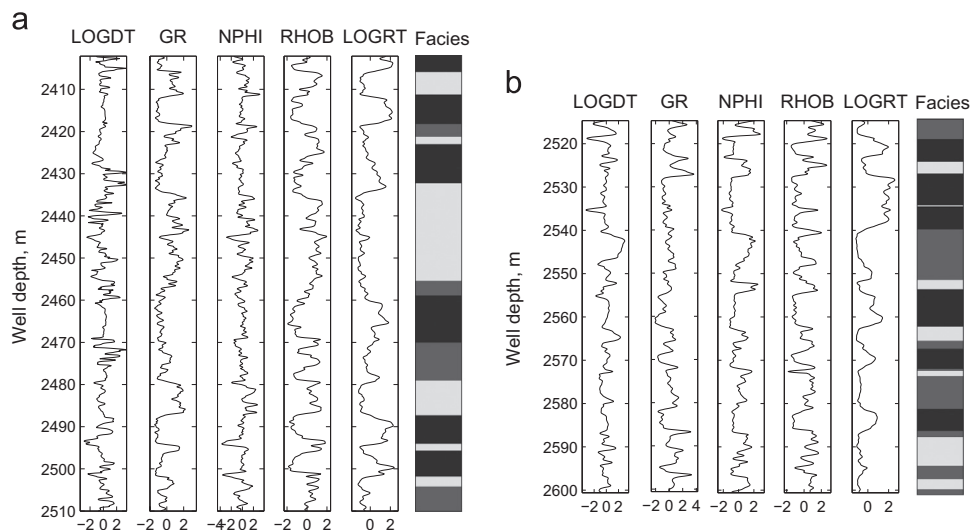 a
LOGDT GR NPHI RHOB LOGRT Facies
Well depth, m
2410
2420
2430
2440
2450
2460
2470
2480
2490
2500
2510
−2 0 2 −2 0 2 −4−2 0 2 −2 0 2 0 2
b
LOGDT GR NPHI RHOB LOGRT Facies
Well depth, m
2520
2530
2540
2550
2560
2570
2580
2590
2600
−2 0 2 −2 0 2 4 −2 0 2 −2 0 2 0 2